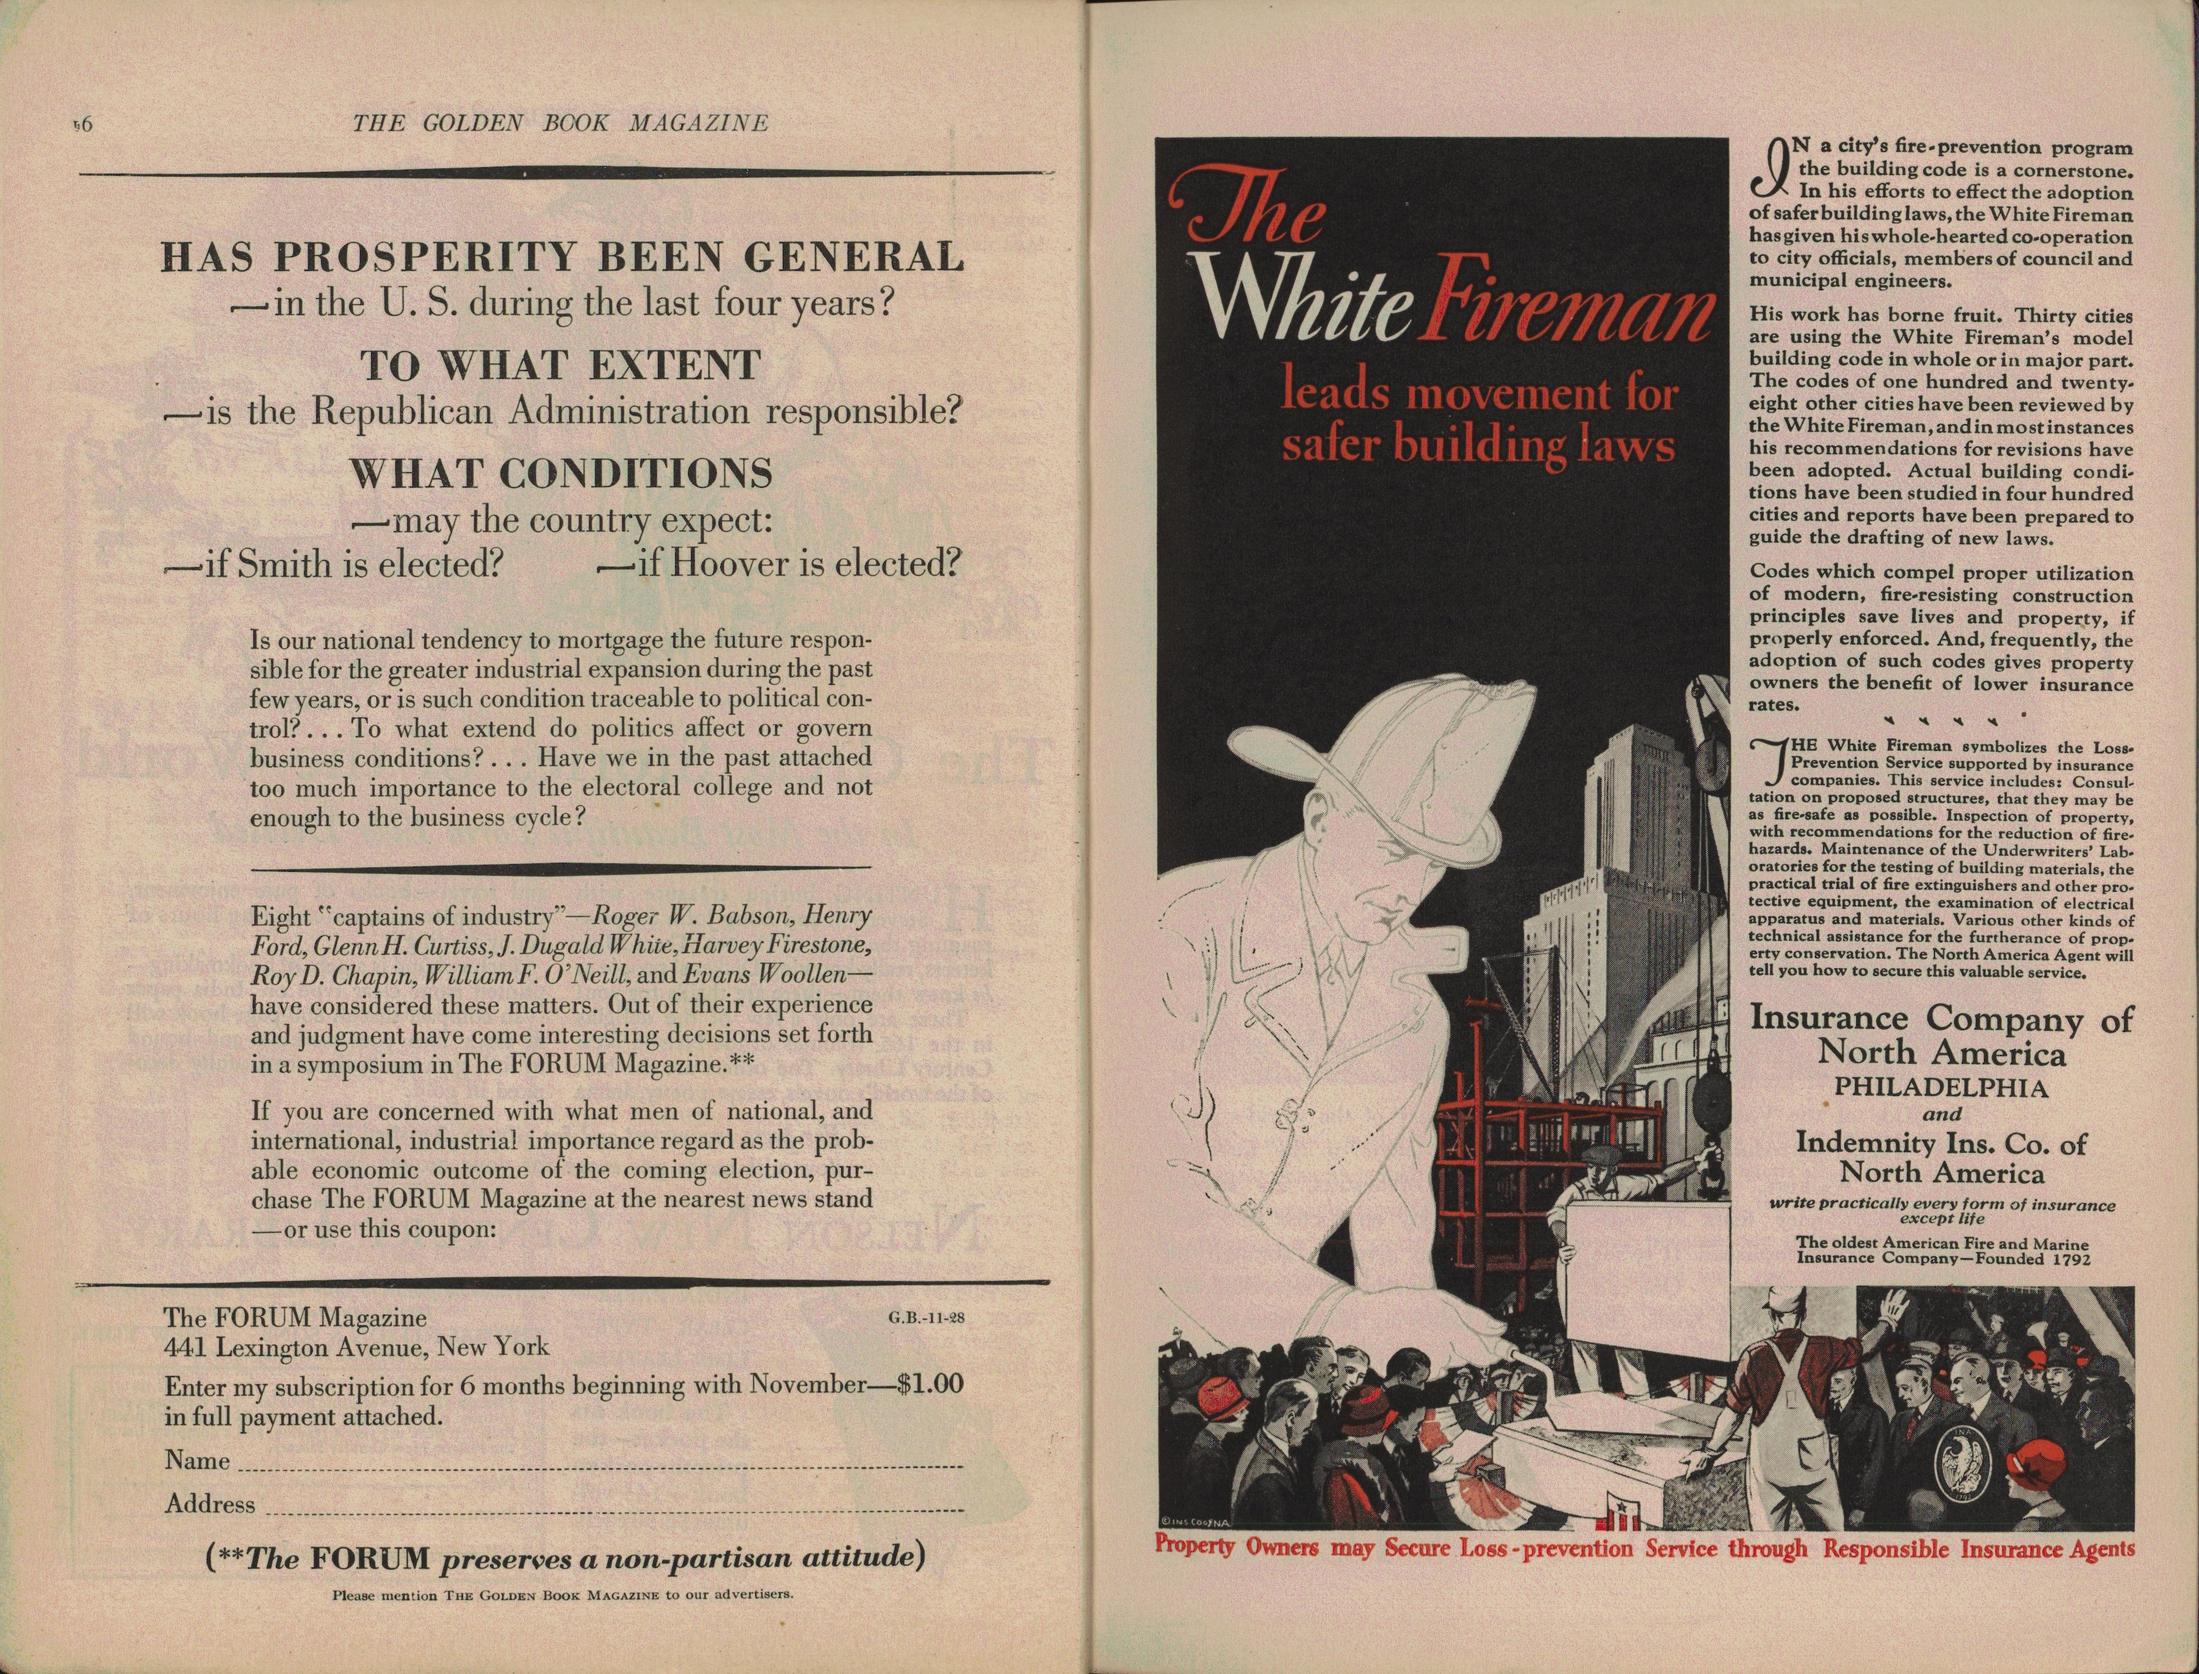 56
THE GOLDEN BOOK MAGAZINE
HAS PROSPERITY BEEN GENERAL
—in the U. S. during the last four years?
TO WHAT EXTENT
—is the Republican Administration responsible?
WHAT CONDITIONS
—may the country expect:
—if Smith is elected? —if Hoover is elected?
Is our national tendency to mortgage the future respon-
sible for the greater industrial expansion during the past
few years, or is such condition traceable to political con-
trol? . . . To what extend do politics affect or govern
business conditions? . . . Have we in the past attached
too much importance to the electoral college and not
enough to the business cycle?
Eight "captains of industry"—Roger W. Babson, Henry
Ford, Glenn H. Curtiss, J. Dugald White, Harvey Firestone,
Roy D. Chapin, William F. O'Neill, and Evans Woollen—
have considered these matters. Out of their experience
and judgment have come interesting decisions set forth
in a symposium in The FORUM Magazine.**
If you are concerned with what men of national, and
international, industrial importance regard as the prob-
able economic outcome of the coming election, pur-
chase The FORUM Magazine at the nearest news stand
—or use this coupon:
The FORUM Magazine G.B.-11-28
441 Lexington Avenue, New York
Enter my subscription for 6 months beginning with November—$1.00
in full payment attached.
Name
Address
(**The FORUM preserves a non-partisan attitude)
Please mention THE GOLDEN BOOK MAGAZINE to our advertisers.
The
White Fireman
leads movement for
safer building laws
IN a city's fire-prevention program
the building code is a cornerstone.
In his efforts to effect the adoption
of safer building laws, the White Fireman
has given his whole-hearted co-operation
to city officials, members of council and
municipal engineers.
His work has borne fruit. Thirty cities
are using the White Fireman's model
building code in whole or in major part.
The codes of one hundred and twenty-
eight other cities have been reviewed by
the White Fireman, and in most instances
his recommendations for revisions have
been adopted. Actual building condi-
tions have been studied in four hundred
cities and reports have been prepared to
guide the drafting of new laws.
Codes which compel proper utilization
of modern, fire-resisting construction
principles save lives and property, if
properly enforced. And, frequently, the
adoption of such codes gives property
owners the benefit of lower insurance
rates.
THE White Fireman symbolizes the Loss-
Prevention Service supported by insurance
companies. This service includes: Consul-
tation on proposed structures, that they may be
as fire-safe as possible. Inspection of property,
with recommendations for the reduction of fire-
hazards. Maintenance of the Underwriters' Lab-
oratories for the testing of building materials, the
practical trial of fire extinguishers and other pro-
tective equipment, the examination of electrical
apparatus and materials. Various other kinds of
technical assistance for the furtherance of prop-
erty conservation. The North America Agent will
tell you how to secure this valuable service.
Insurance Company of
North America
PHILADELPHIA
and
Indemnity Ins. Co. of
North America
write practically every form of insurance
except life
The oldest American Fire and Marine
Insurance Company—Founded 1792
INA
1792
© INS CO of NA
Property Owners may Secure Loss-prevention Service through Responsible Insurance Agents